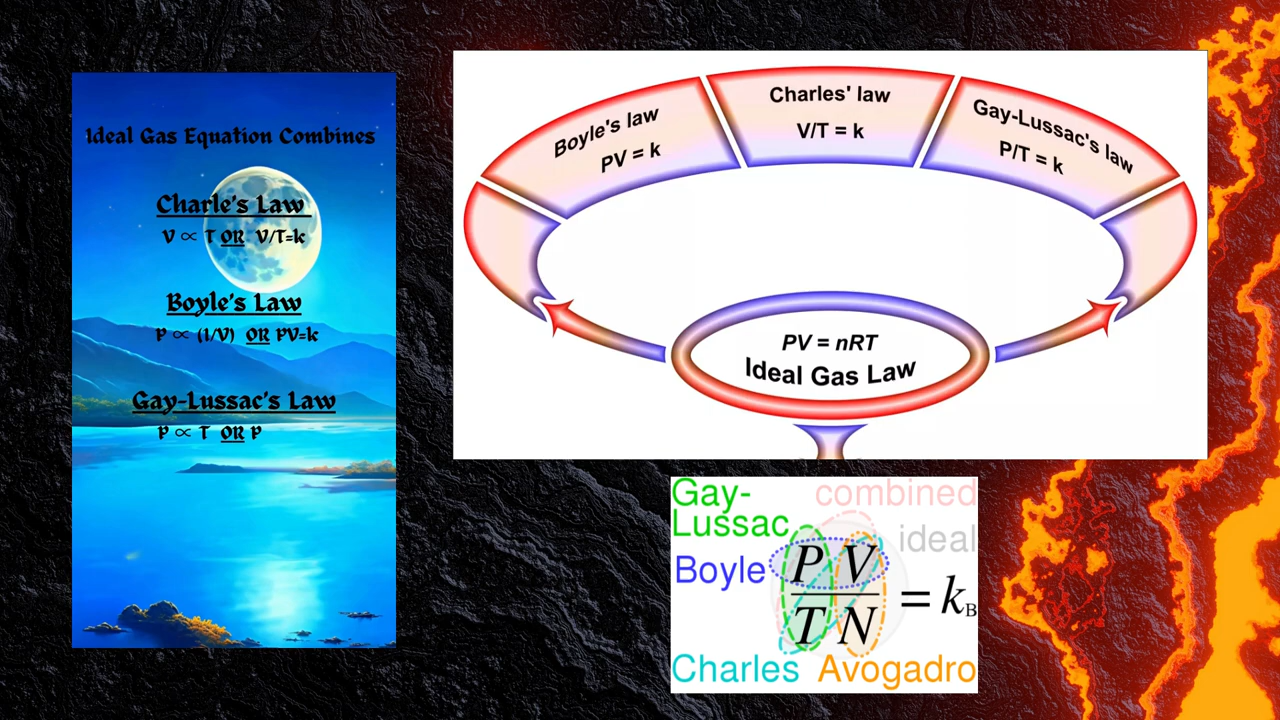 Ideal Gas Equation Combines
Charle's Law
V ∝ T OR V/T=k
Boyle's Law
P ∝ (1/V) OR PV=k
Gay-Lussac's Law
P ∝ T OR P
Boyle's law
PV = k
Charles' law
V/T = k
Gay-Lussac's law
P/T = k
PV = nRT
Ideal Gas Law
Gay-
Lussac
combined
ideal
Boyle
PV
TN
= kB
Charles
Avogadro